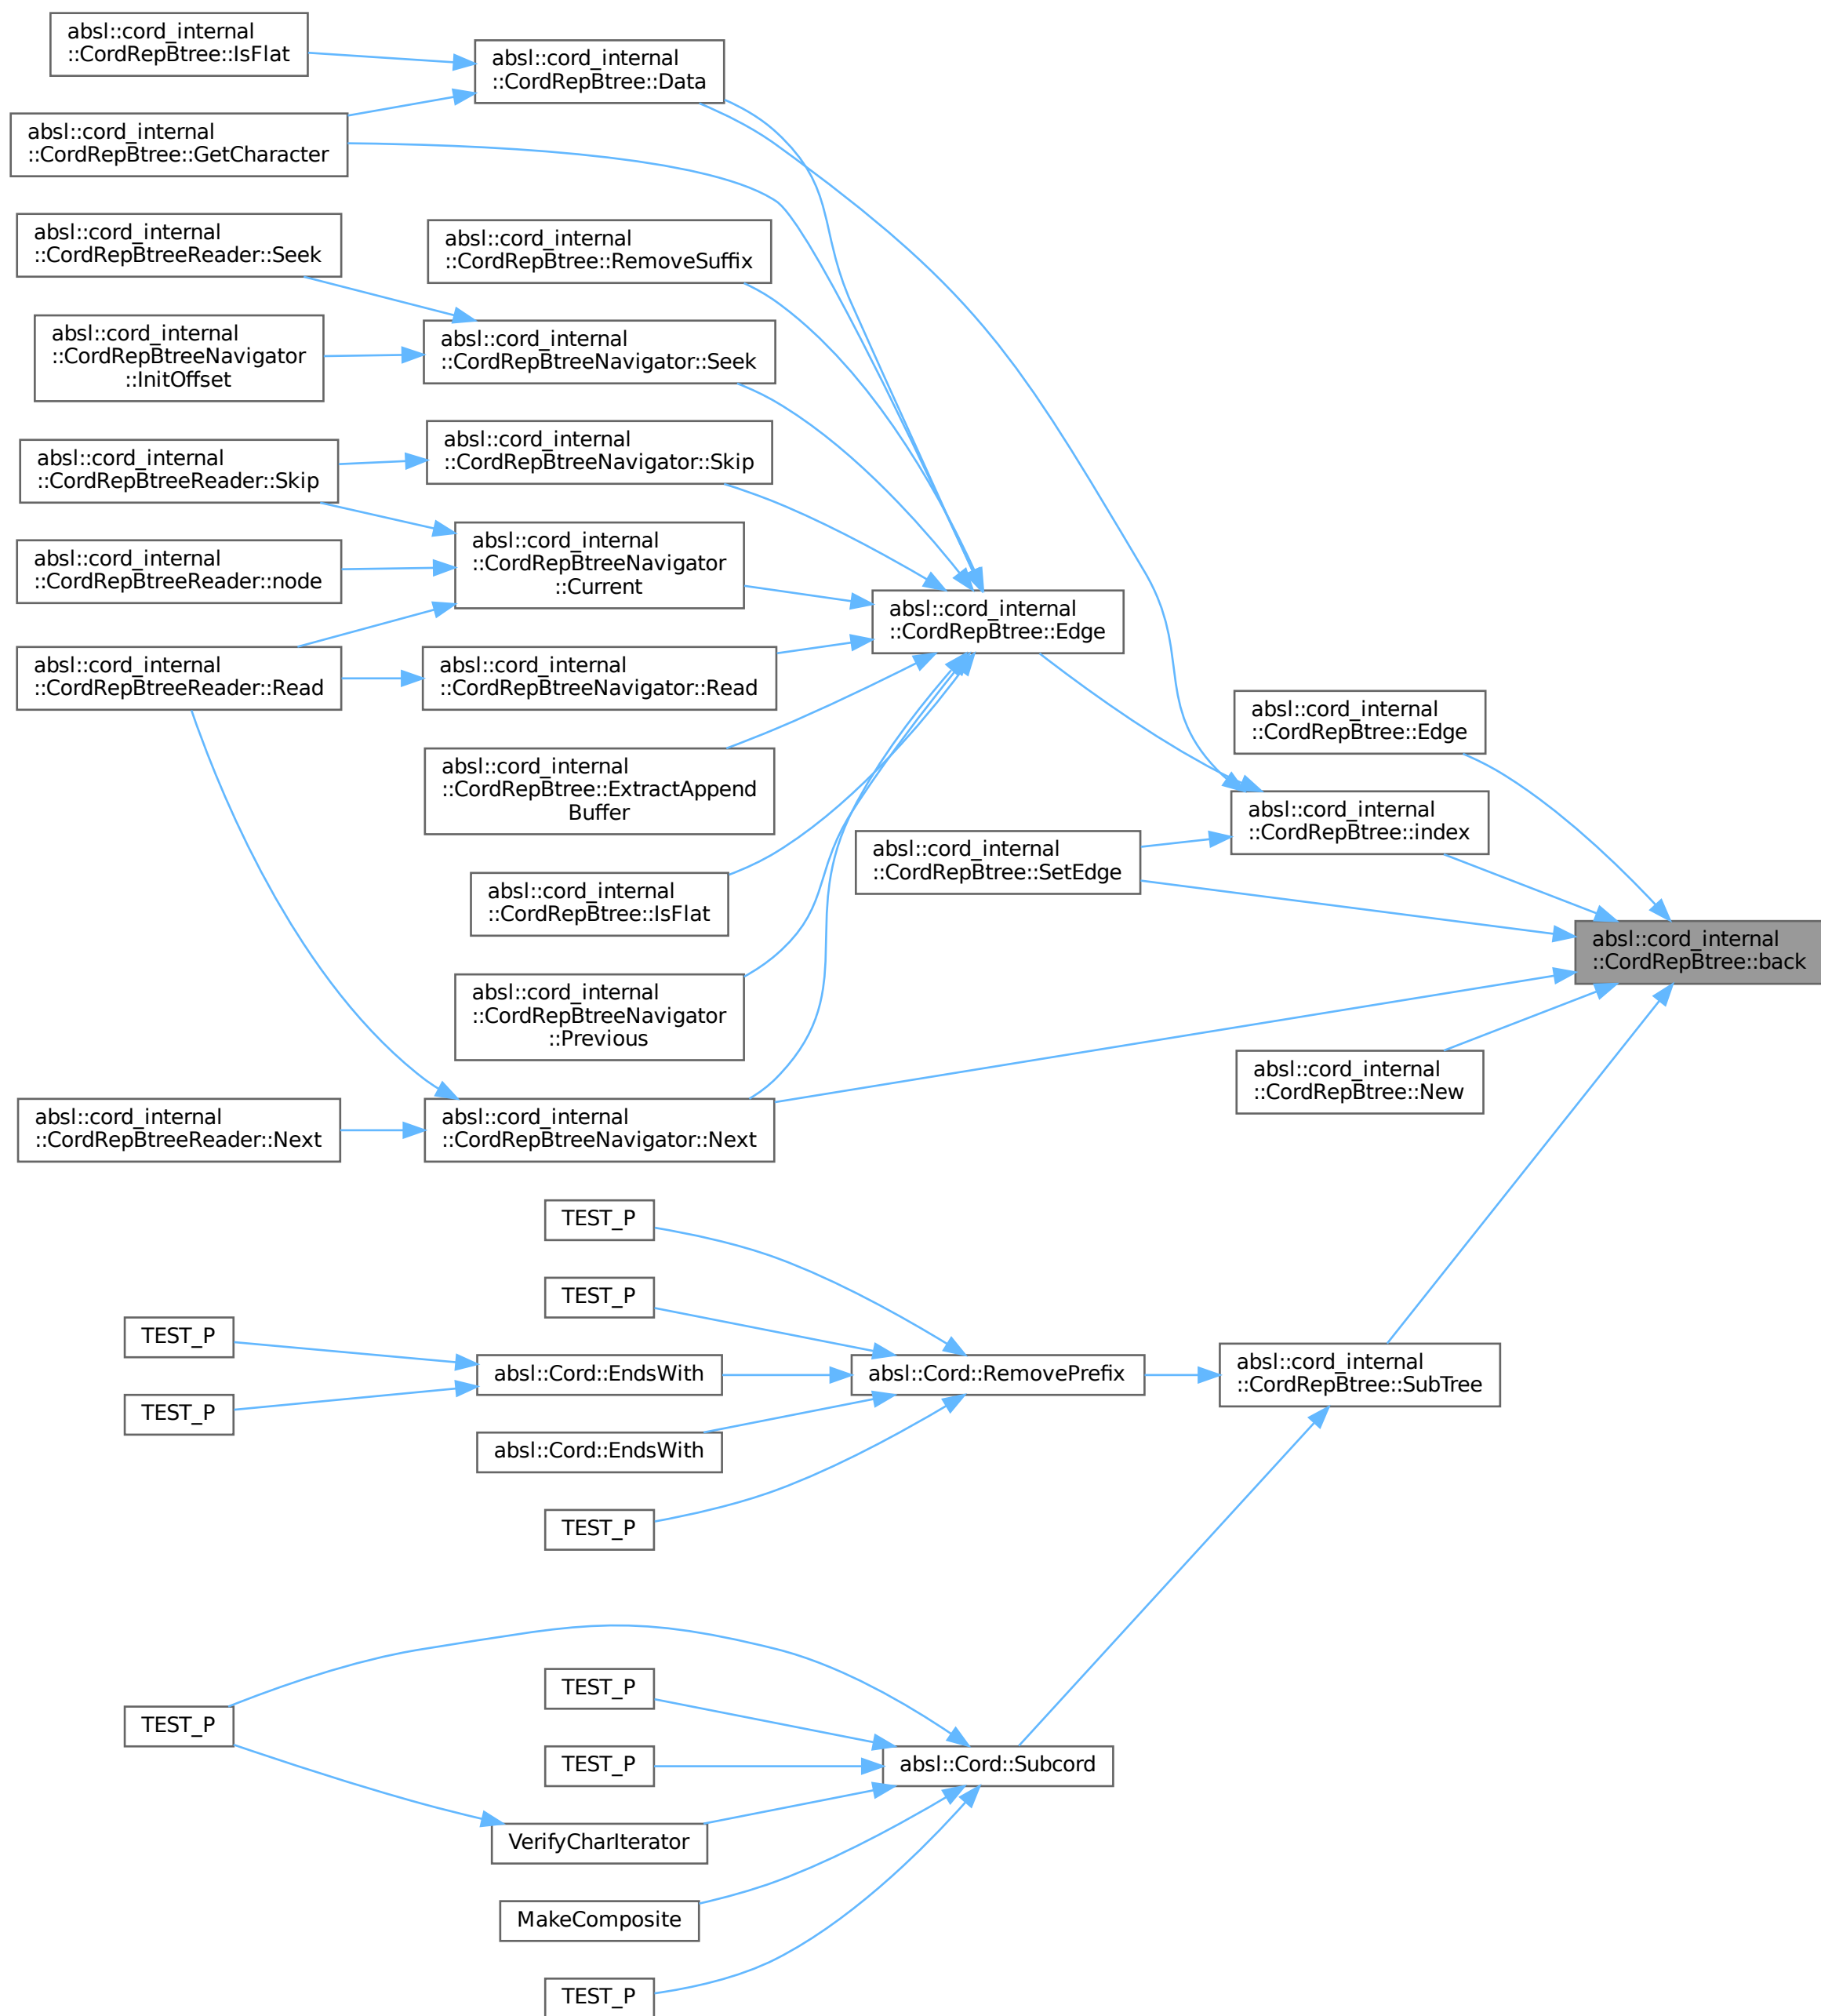 absl::cord_internal
::CordRepBtree::IsFlat
absl::cord_internal
::CordRepBtree::Data
absl::cord_internal
::CordRepBtree::GetCharacter
absl::cord_internal
::CordRepBtreeReader::Seek
absl::cord_internal
::CordRepBtree::RemoveSuffix
absl::cord_internal
::CordRepBtreeNavigator
::InitOffset
absl::cord_internal
::CordRepBtreeNavigator::Seek
absl::cord_internal
::CordRepBtreeReader::Skip
absl::cord_internal
::CordRepBtreeNavigator::Skip
absl::cord_internal
::CordRepBtreeReader::node
absl::cord_internal
::CordRepBtreeNavigator
::Current
absl::cord_internal
::CordRepBtree::Edge
absl::cord_internal
::CordRepBtreeReader::Read
absl::cord_internal
::CordRepBtreeNavigator::Read
absl::cord_internal
::CordRepBtree::Edge
absl::cord_internal
::CordRepBtree::ExtractAppend
Buffer
absl::cord_internal
::CordRepBtree::index
absl::cord_internal
::CordRepBtree::SetEdge
absl::cord_internal
::CordRepBtree::IsFlat
absl::cord_internal
::CordRepBtree::back
absl::cord_internal
::CordRepBtreeNavigator
::Previous
absl::cord_internal
::CordRepBtree::New
absl::cord_internal
::CordRepBtreeReader::Next
absl::cord_internal
::CordRepBtreeNavigator::Next
TEST_P
TEST_P
TEST_P
absl::Cord::EndsWith
absl::Cord::RemovePrefix
absl::cord_internal
::CordRepBtree::SubTree
TEST_P
absl::Cord::EndsWith
TEST_P
TEST_P
TEST_P
TEST_P
absl::Cord::Subcord
VerifyCharIterator
MakeComposite
TEST_P